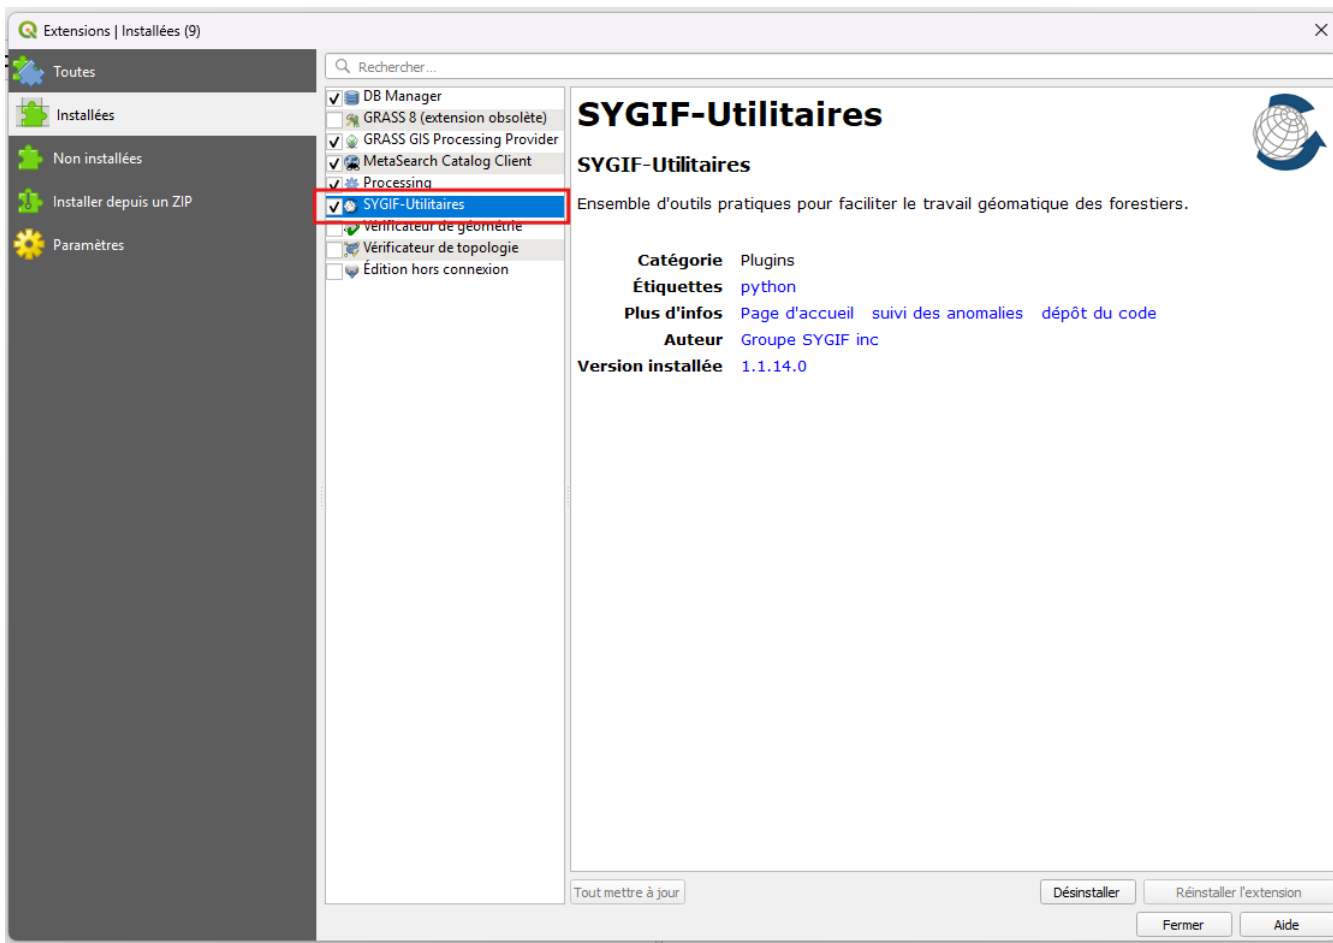 Extensions | Installées (9)
Toutes
Installées
Non installées
Installer depuis un ZIP
Paramètres
Rechercher...
DB Manager
GRASS 8 (extension obsolète)
GRASS GIS Processing Provider
MetaSearch Catalog Client
Processing
SYGIF-Utilitaires
Vérificateur de géométrie
Vérificateur de topologie
Édition hors connexion
SYGIF-Utilitaires
SYGIF-Utilitaires
Ensemble d'outils pratiques pour faciliter le travail géomatique des forestiers.
Catégorie Plugins
Étiquettes python
Plus d'infos Page d'accueil suivi des anomalies dépôt du code
Auteur Groupe SYGIF inc
Version installée 1.1.14.0
Tout mettre à jour
Désinstaller
Réinstaller l'extension
Fermer
Aide